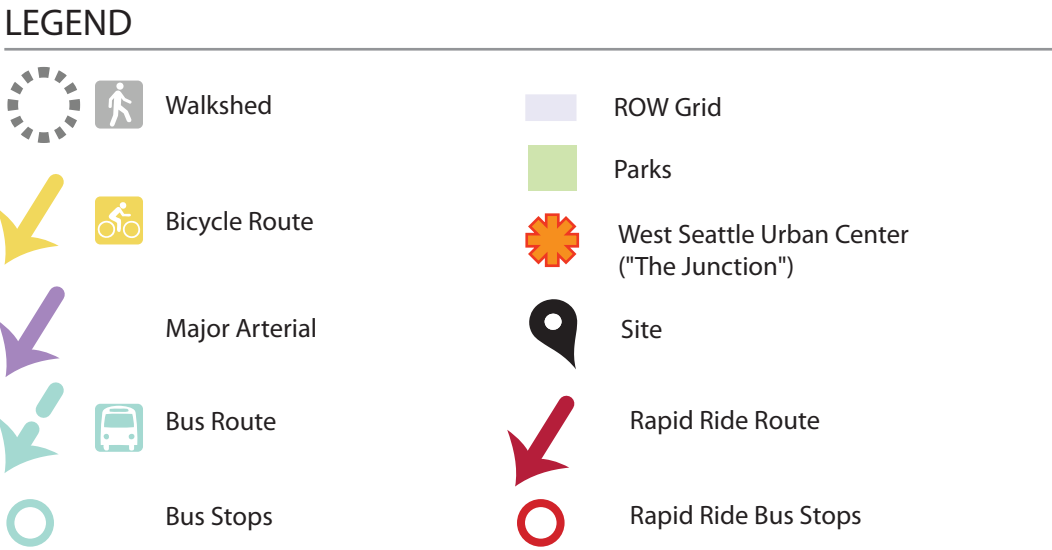 LEGEND
Walkshed
Bicycle Route
Major Arterial
Bus Route
Bus Stops
ROW Grid
Parks
West Seattle Urban Center
("The Junction")
Site
Rapid Ride Route
Rapid Ride Bus Stops